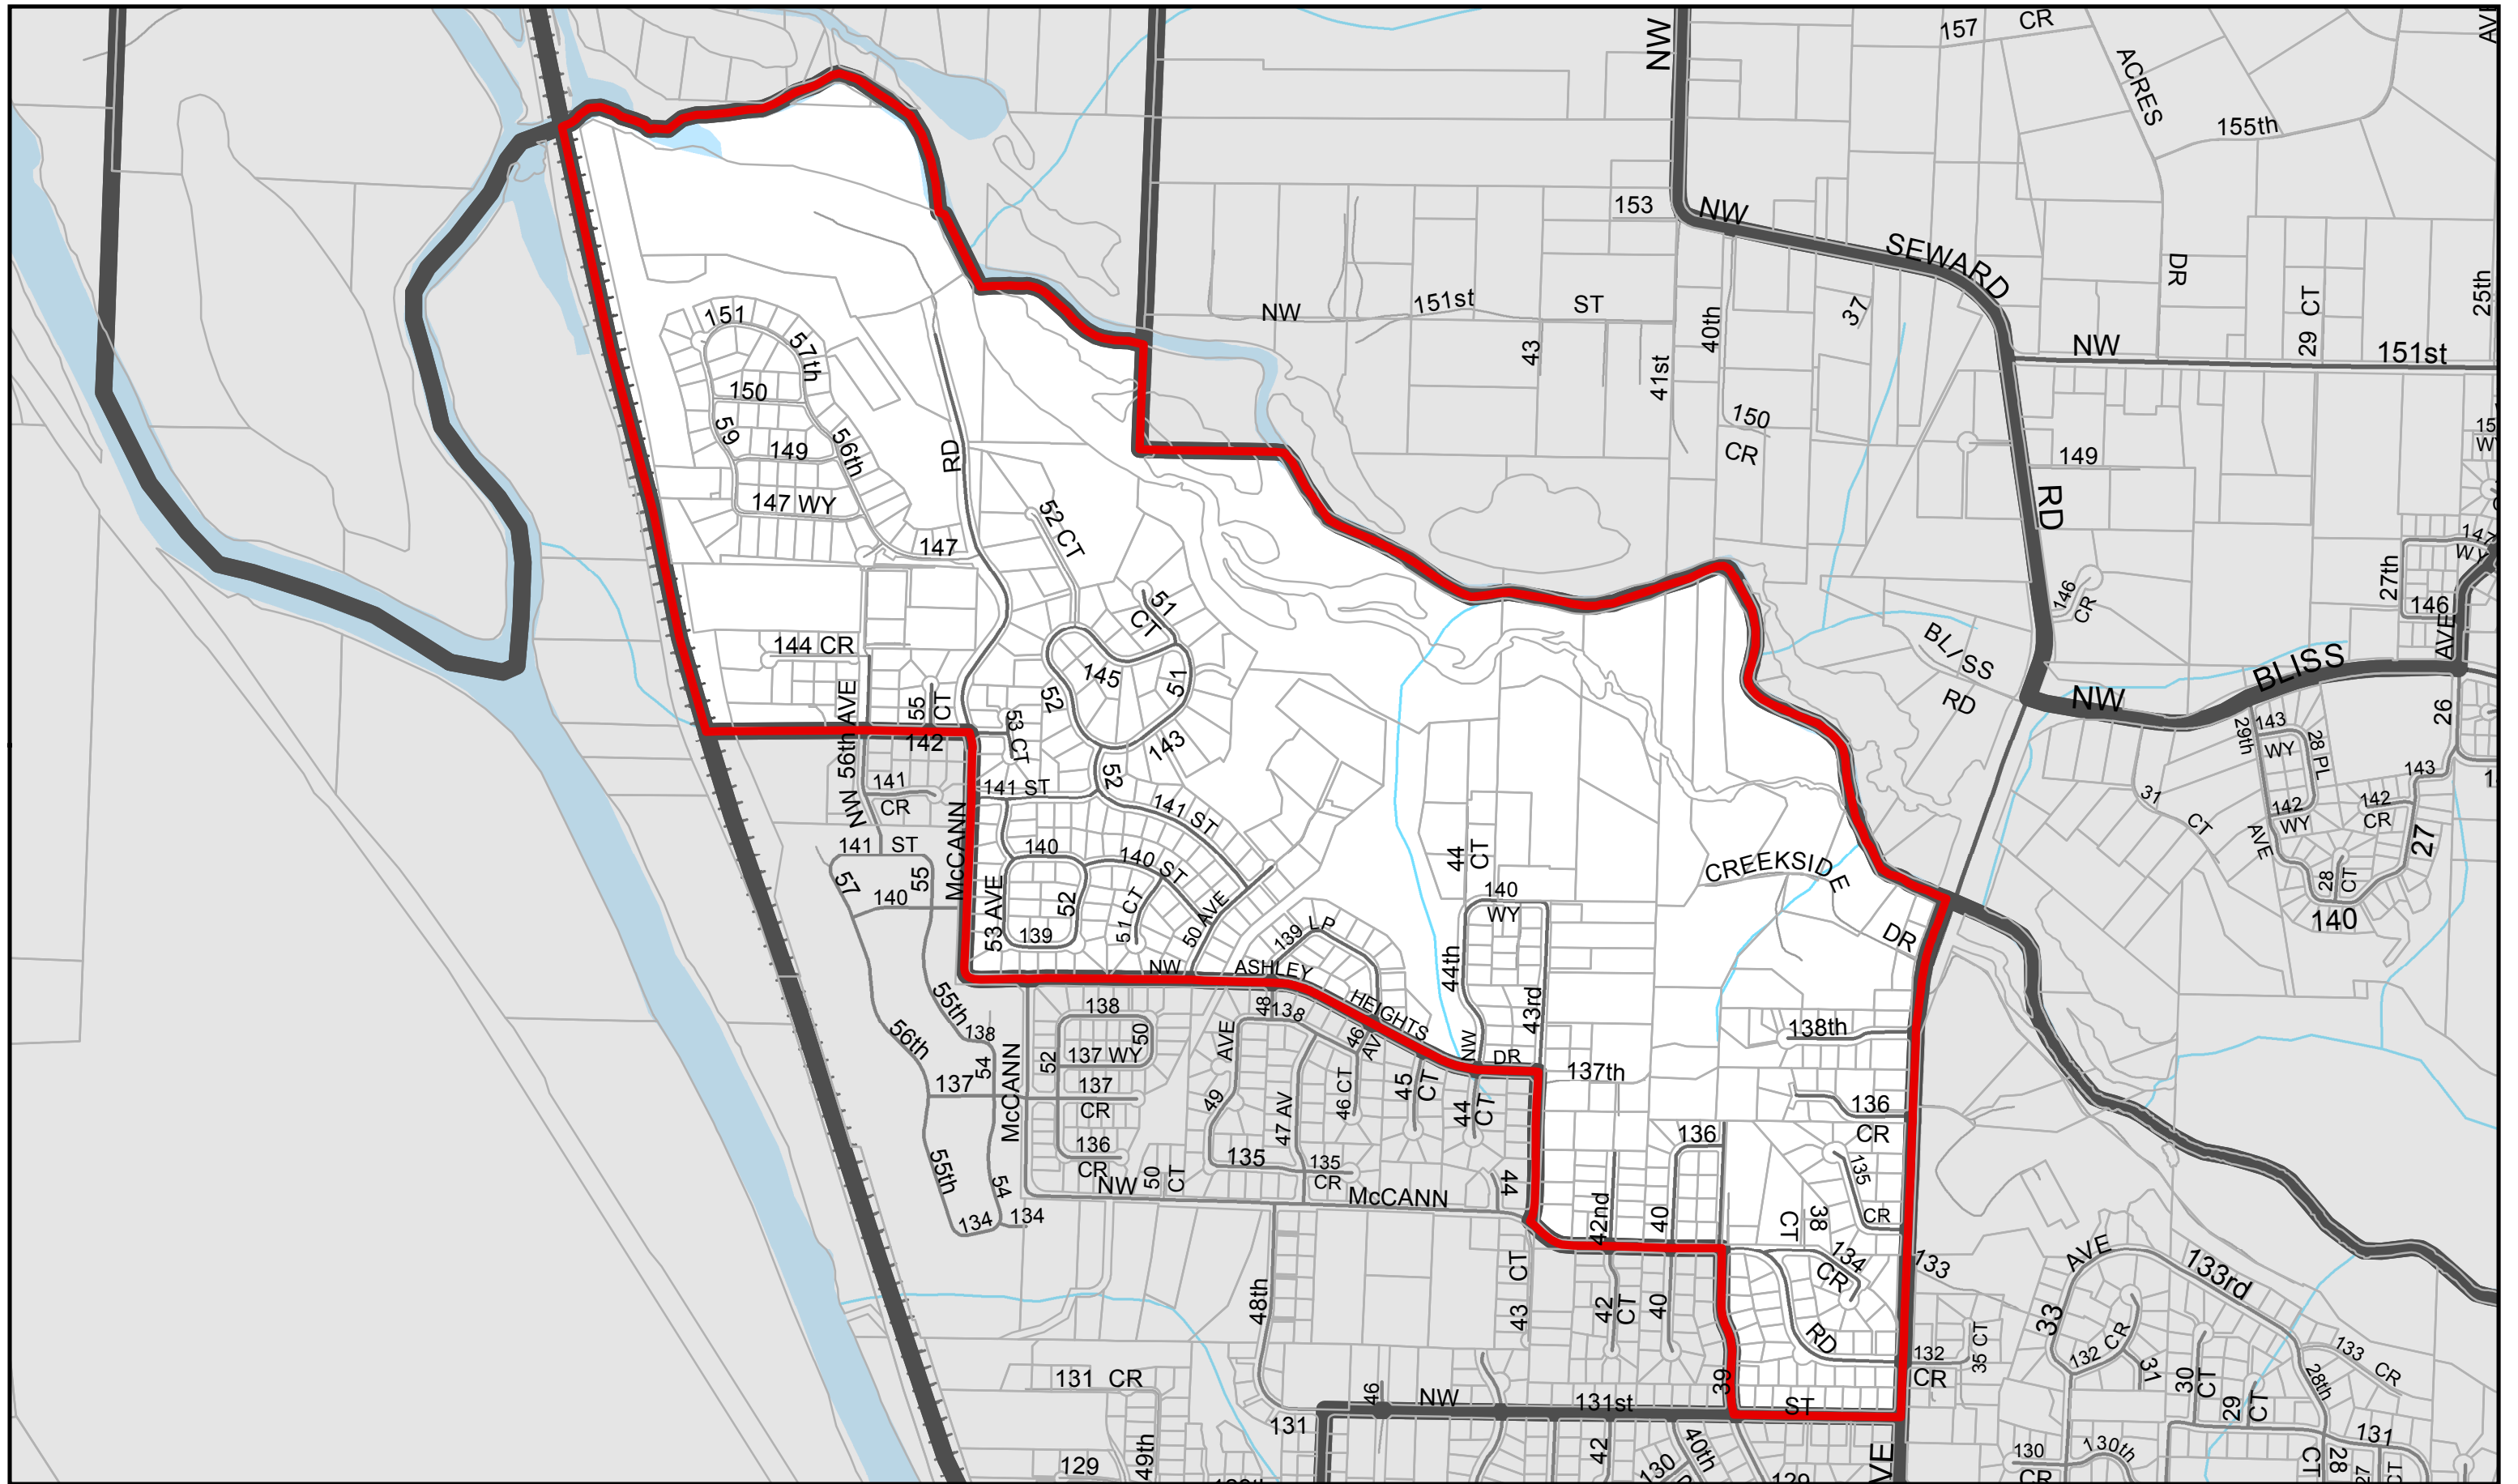 157 CR
NW
ACRES
155th
153
NW
SEWARD
DR
37
40th
NW 151st ST
29 CT
25th
NW 151st
43
41st
150
CR
149
RD
151
57th
150
59
149
56th
147 WY
147
RD
52 CT
51
CT
144 CR
145
51
52
143
NW 56th AVE
55
CT
142
53 CT
52
141
CR
141 ST
141 ST
McCANN
141 ST
57
55
140
140
140 ST
53 AVE
52
51 CT
50 AVE
139
139 LP
NW ASHLEY
HEIGHTS
DR
44
CT
140
WY
44th
NW
43rd
CREEKSIDE
DR
BLISS
RD
146
CR
27th
147
WY
146
AVE
NW BLISS
26
29th
AVE
143
WY
28 PL
142
WY
143
142
CR
27
28
CT
140
31
CT
55th
56th
138
54
137
McCANN
138
50
52
137 WY
137
CR
136
CR
50
CT
48
138
AVE
49
47 AV
46
AV
46 CT
45
CT
44
CT
135
135
CR
44
NW McCANN
55th
54
134
134
137th
138th
136
CR
136
135
CR
42nd
40
38
CT
134
CR
RD
133
132
CR
35 CT
AVE
133rd
33
132 CR
31
133 CR
28th
30
CT
29
CT
131
48th
43 CT
42
CT
40
39
131 CR
131
46
NW 131st ST
129
49th
42
130
40th
129
AVE
130
CR
130th
CT
28
27
CT